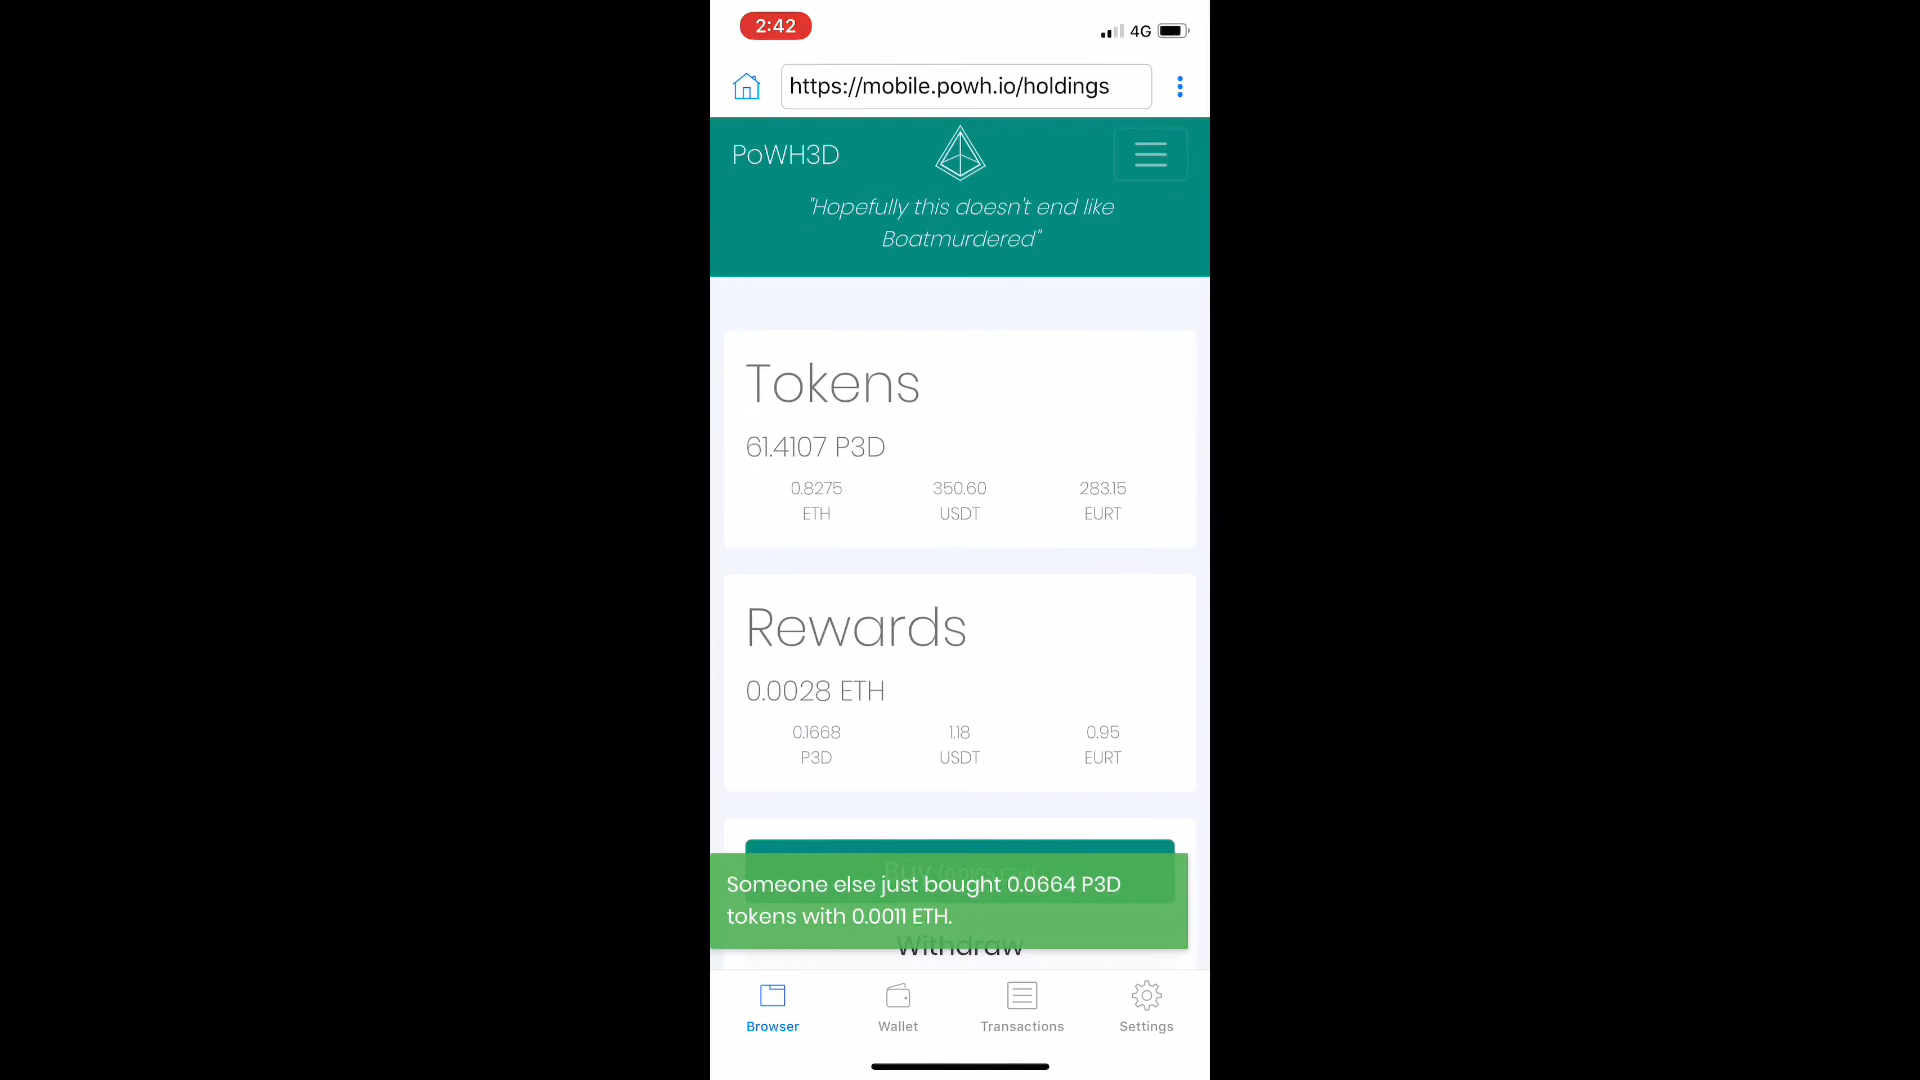 2:42
4G
https://mobile.powh.io/holdings
PoWH3D
"Hopefully this doesn't end like
Boatmurdered"
Tokens
61.4107 P3D
0.8275 350.60 283.15
ETH USDT EURT
Rewards
0.0028 ETH
0.1668 1.18 0.95
P3D USDT EURT
Someone else just bought 0.0664 P3D
tokens with 0.0011 ETH.
Withdraw
Browser Wallet Transactions Settings